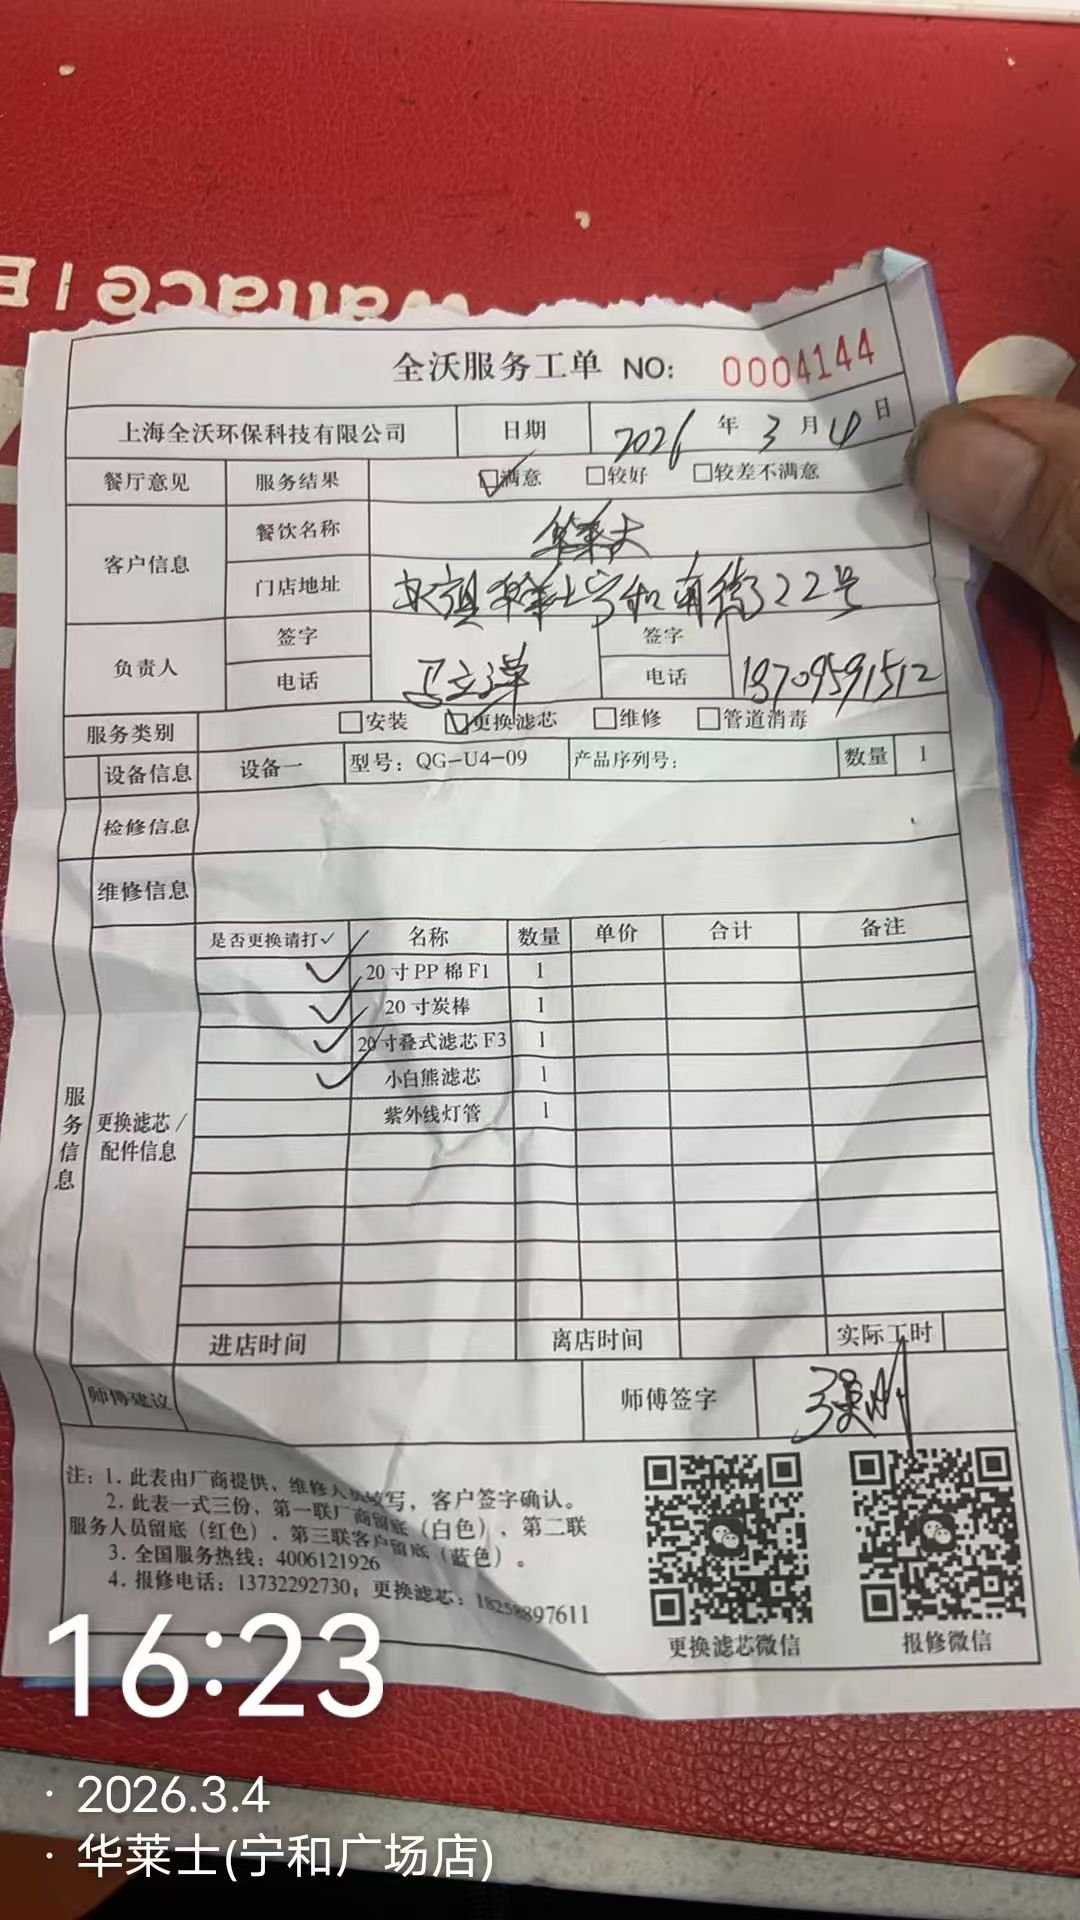 Wallace | E
全沃服务工单 NO: 0004144
上海全沃环保科技有限公司 日期 2026 年 3 月 4 日
餐厅意见 服务结果 ☑满意 □较好 □较差不满意
客户信息 餐饮名称 华莱士
门店地址 华莱士宁和南街22号
负责人 签字 签字
电话 电话 18709591512
服务类别 □安装 ☑更换滤芯 □维修 □管道消毒
设备信息 设备一 型号：QG-U4-09 产品序列号： 数量 1
检修信息
维修信息
服务信息
更换滤芯/配件信息
是否更换请打✓ 名称 数量 单价 合计 备注
✓ 20寸PP棉F1 1
✓ 20寸炭棒 1
✓ 20寸叠式滤芯F3 1
✓ 小白熊滤芯 1
紫外线灯管 1
进店时间 离店时间 实际工时
师傅建议 师傅签字
注：1. 此表由厂商提供，维修人员填写，客户签字确认。
2. 此表一式三份，第一联厂商留底（白色），第二联
服务人员留底（红色），第三联客户留底（蓝色）。
3. 全国服务热线：4006121926
4. 报修电话：13732292730；更换滤芯：18258897611
更换滤芯微信 报修微信
16:23
· 2026.3.4
· 华莱士(宁和广场店)